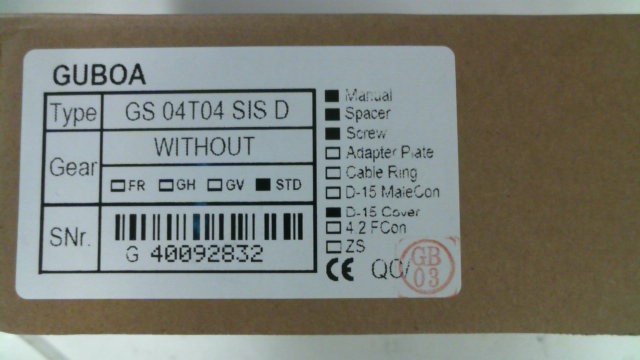 GUBOA
Type GS 04T04 SIS D
Gear WITHOUT
FR GH GV STD
SNr. G 40092832
Manual
Spacer
Screw
Adapter Plate
Cable Ring
D-15 MaleCon
D-15 Cover
4.2 FCon
ZS
CE QC/
GB
03